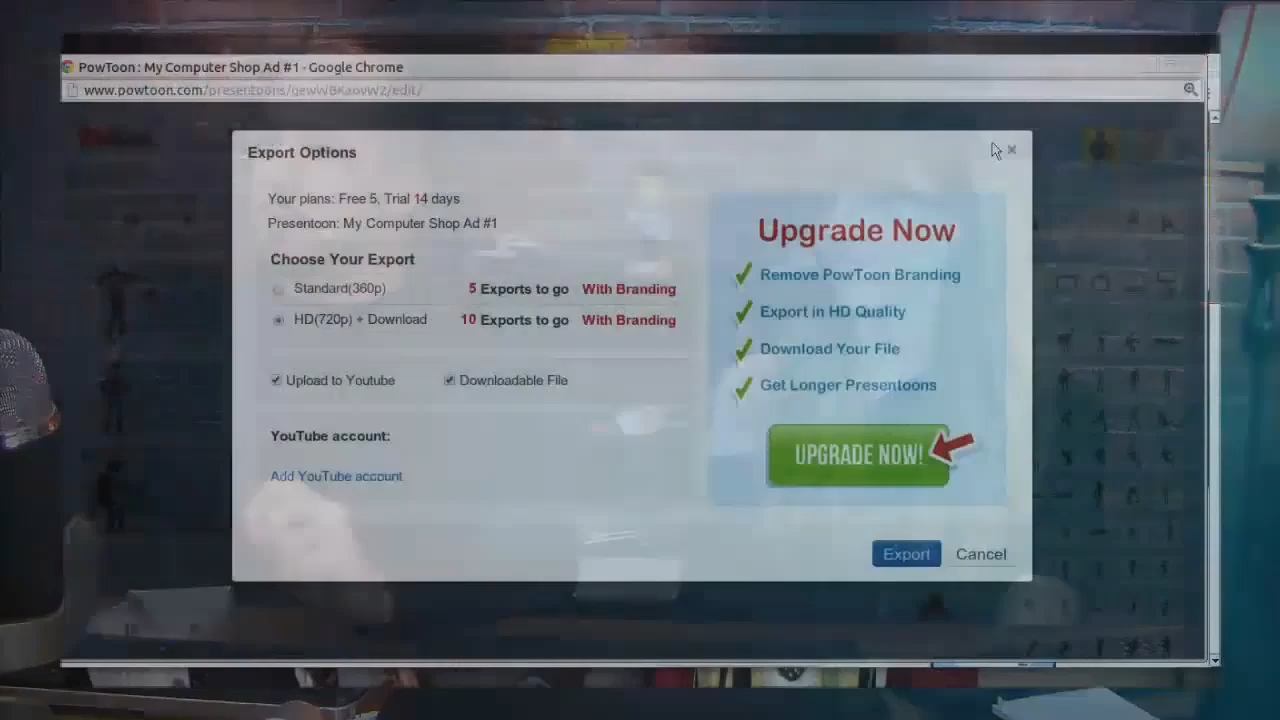 PowToon : My Computer Shop Ad #1 - Google Chrome
www.powtoon.com/presentoons/
Export Options
Your plans: Free 5, Trial 14 days
Presentoon: My Computer Shop Ad #1
Choose Your Export
Standard(360p) 5 Exports to go With Branding
HD(720p) + Download 10 Exports to go With Branding
Upload to Youtube Downloadable File
YouTube account:
Add YouTube account
Upgrade Now
Remove PowToon Branding
Export in HD Quality
Download Your File
Get Longer Presentoons
UPGRADE NOW!
Export Cancel